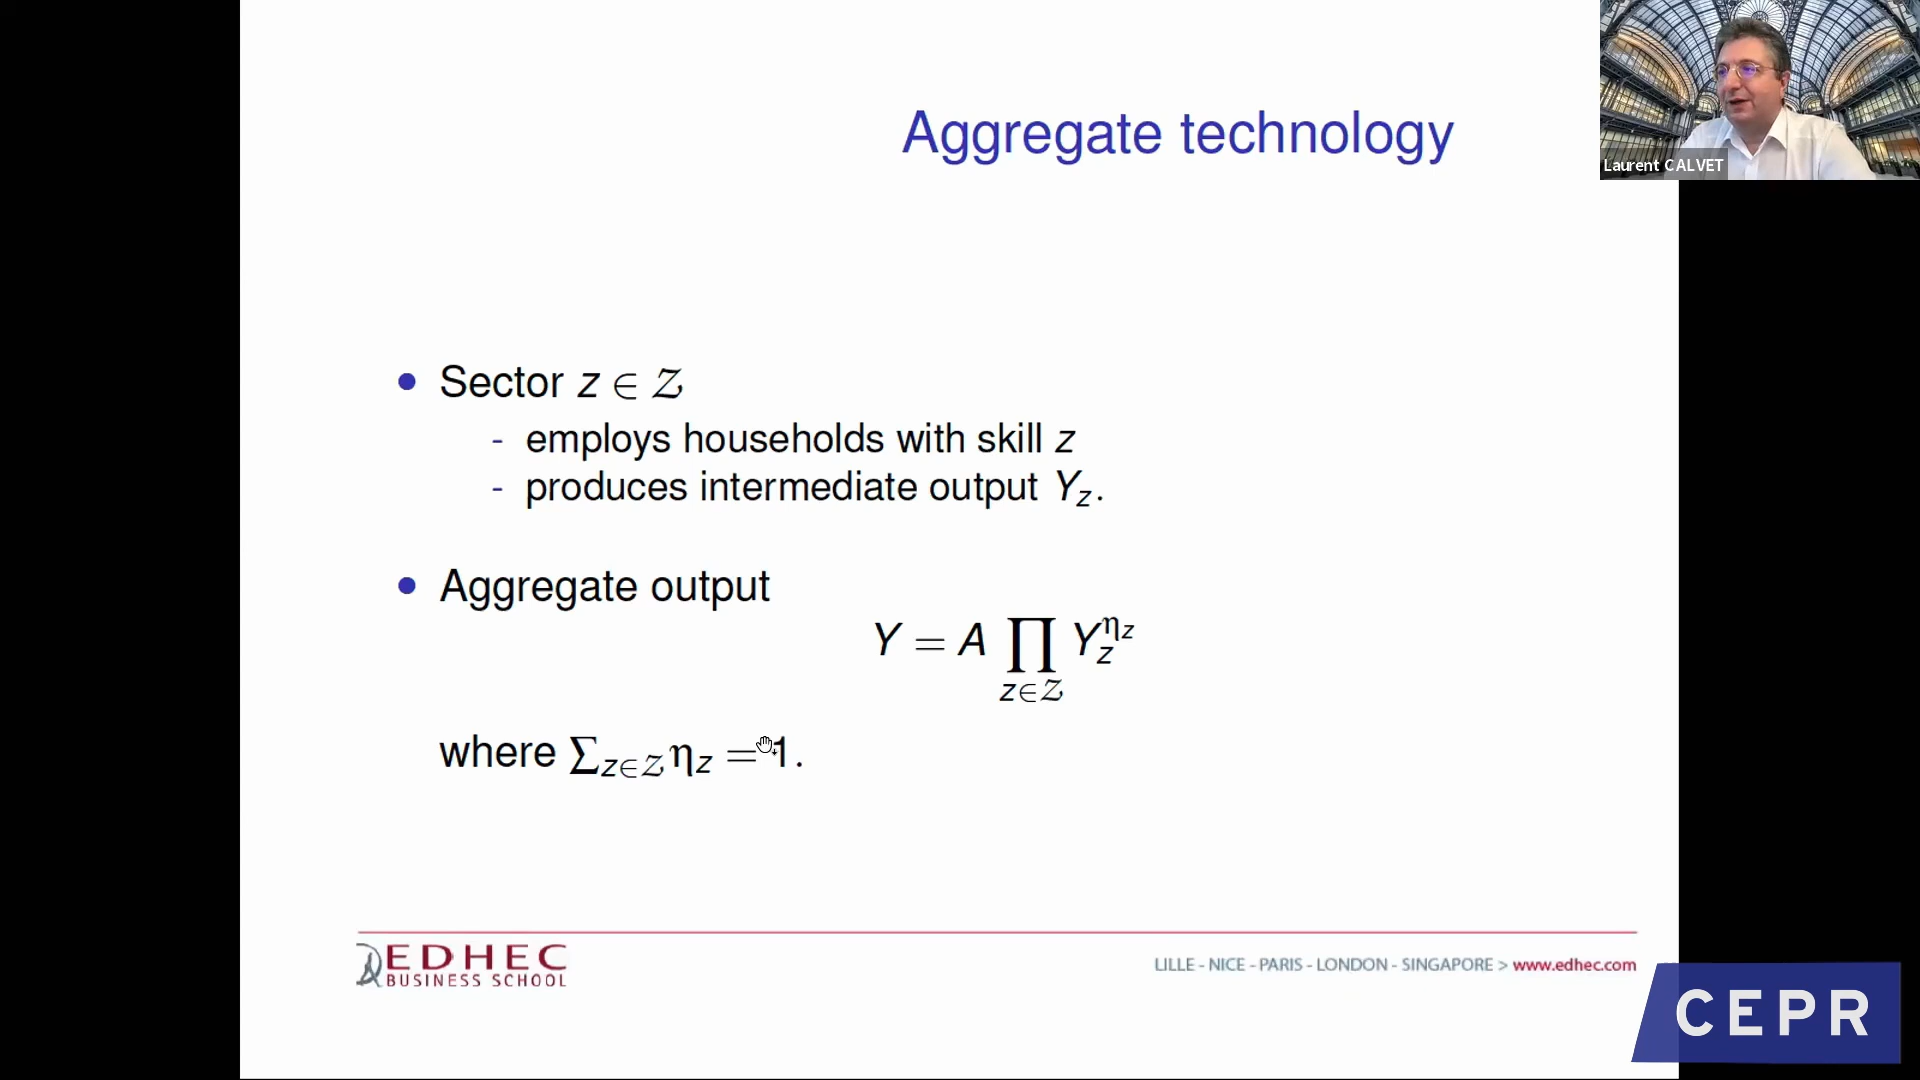 Aggregate technology
Laurent CALVET
• Sector z ∈ 𝒵
- employs households with skill z
- produces intermediate output Y_z.
• Aggregate output
Y = A ∏_{z∈𝒵} Y_z^{η_z}
where ∑_{z∈𝒵} η_z = 1.
EDHEC
BUSINESS SCHOOL
LILLE - NICE - PARIS - LONDON - SINGAPORE > www.edhec.com
CEPR